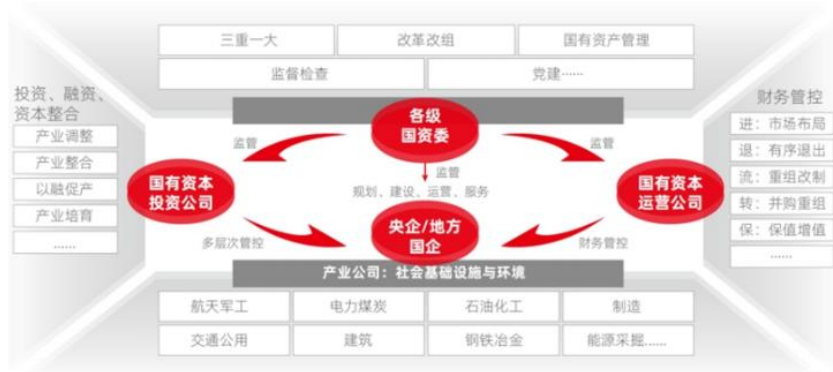 三重一大
改革改组
国有资产管理
监督检查
党建……
投资、融资、
资本整合
产业调整
产业整合
以融促产
产业培育
……
各级
国资委
监管
监管
监管
规划、建设、运营、服务
国有资本
投资公司
国有资本
运营公司
央企/地方
国企
多层次管控
财务管控
产业公司：社会基础设施与环境
财务管控
进：市场布局
退：有序退出
流：重组改制
转：并购重组
保：保值增值
……
航天军工
电力煤炭
石油化工
制造
交通公用
建筑
钢铁冶金
能源采掘……